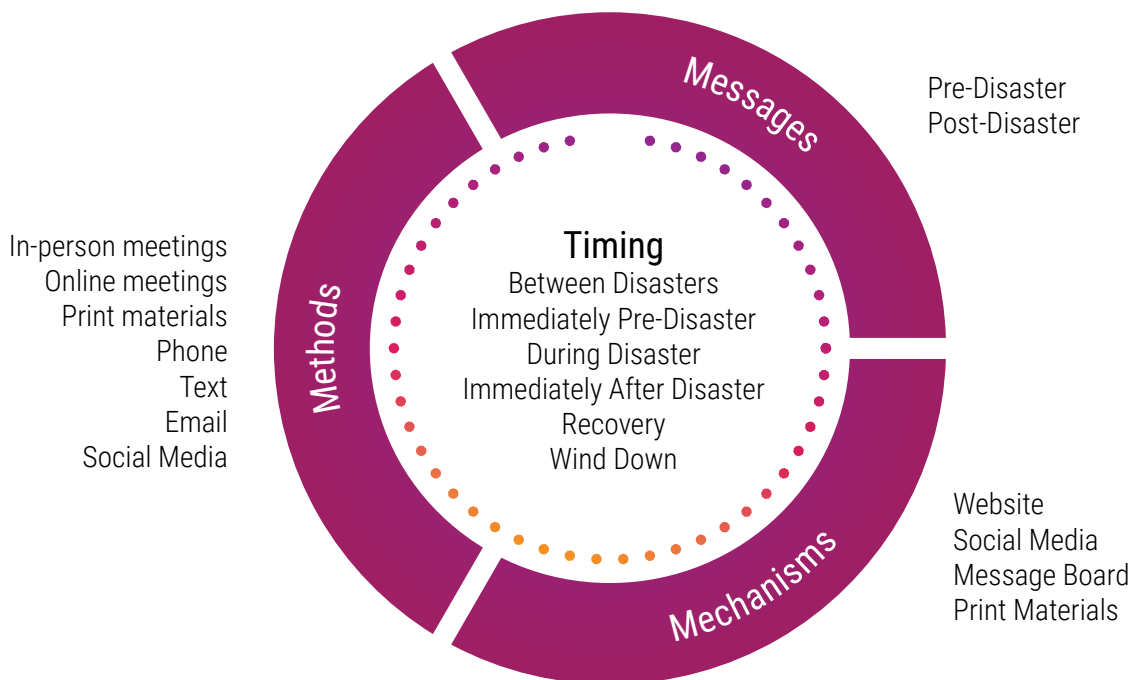 Messages
Pre-Disaster
Post-Disaster
Methods
In-person meetings
Online meetings
Print materials
Phone
Text
Email
Social Media
Timing
Between Disasters
Immediately Pre-Disaster
During Disaster
Immediately After Disaster
Recovery
Wind Down
Mechanisms
Website
Social Media
Message Board
Print Materials